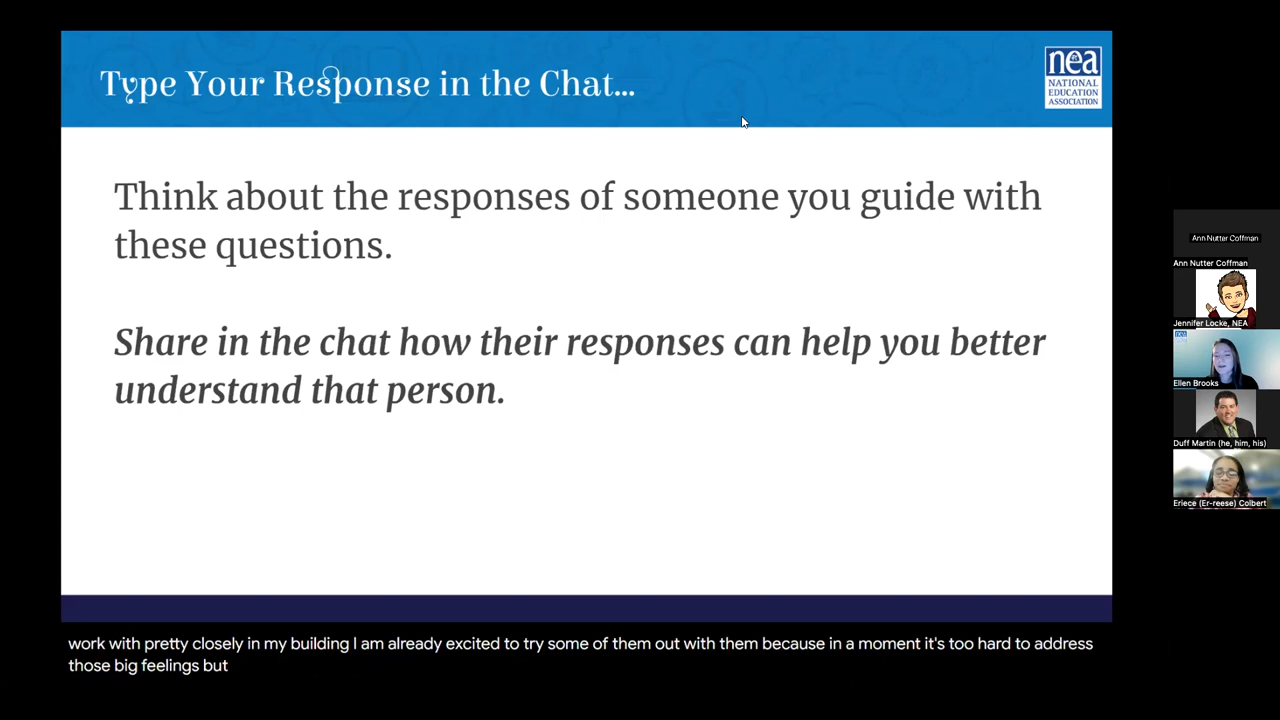 Type Your Response in the Chat...
nea
NATIONAL
EDUCATION
ASSOCIATION
Think about the responses of someone you guide with
these questions.
Share in the chat how their responses can help you better
understand that person.
Ann Nutter Coffman
Ann Nutter Coffman
Jennifer Locke, NEA
Ellen Brooks
Duff Martin (he, him, his)
Eriece (Er-reese) Colbert
work with pretty closely in my building I am already excited to try some of them out with them because in a moment it's too hard to address
those big feelings but